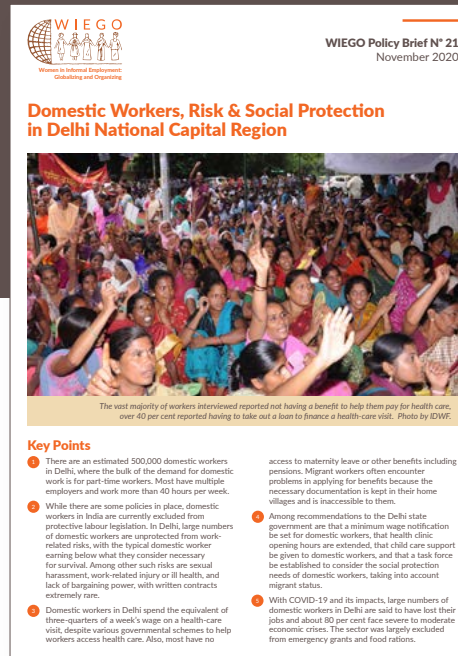 WIEGO
Women in Informal Employment:
Globalizing and Organizing
WIEGO Policy Brief Nº 21
November 2020
Domestic Workers, Risk & Social Protection
in Delhi National Capital Region
The vast majority of workers interviewed reported not having a benefit to help them pay for health care,
over 40 per cent reported having to take out a loan to finance a health-care visit. Photo by IDWF.
Key Points
1 There are an estimated 500,000 domestic workers
in Delhi, where the bulk of the demand for domestic
work is for part-time workers. Most have multiple
employers and work more than 40 hours per week.
2 While there are some policies in place, domestic
workers in India are currently excluded from
protective labour legislation. In Delhi, large numbers
of domestic workers are unprotected from work-
related risks, with the typical domestic worker
earning below what they consider necessary
for survival. Among other such risks are sexual
harassment, work-related injury or ill health, and
lack of bargaining power, with written contracts
extremely rare.
3 Domestic workers in Delhi spend the equivalent of
three-quarters of a week's wage on a health-care
visit, despite various governmental schemes to help
workers access health care. Also, most have no
access to maternity leave or other benefits including
pensions. Migrant workers often encounter
problems in applying for benefits because the
necessary documentation is kept in their home
villages and is inaccessible to them.
4 Among recommendations to the Delhi state
government are that a minimum wage notification
be set for domestic workers, that health clinic
opening hours are extended, that child care support
be given to domestic workers, and that a task force
be established to consider the social protection
needs of domestic workers, taking into account
migrant status.
5 With COVID-19 and its impacts, large numbers of
domestic workers in Delhi are said to have lost their
jobs and about 80 per cent face severe to moderate
economic crises. The sector was largely excluded
from emergency grants and food rations.